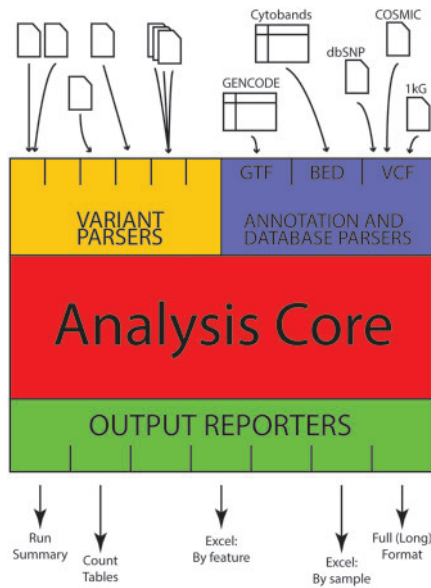 Cytobands
COSMIC
dbSNP
GENCODE
1kG
GTF
BED
VCF
VARIANT
PARSERS
ANNOTATION AND
DATABASE PARSERS
Analysis Core
OUTPUT REPORTERS
Run
Summary
Count
Tables
Excel:
By feature
Excel:
By sample
Full (Long)
Format